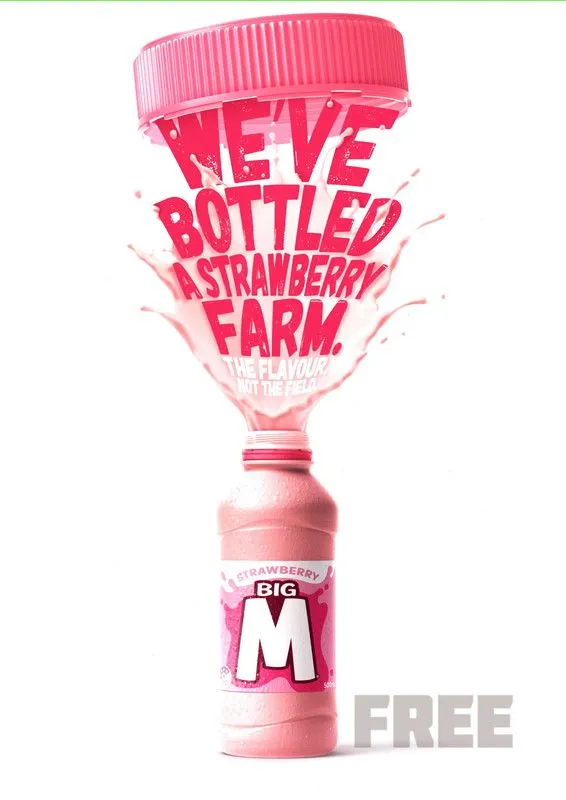 WE'VE
BOTTLED
A STRAWBERRY
FARM.
THE FLAVOUR.
NOT THE FIELD.
STRAWBERRY
BIG
M
FREE